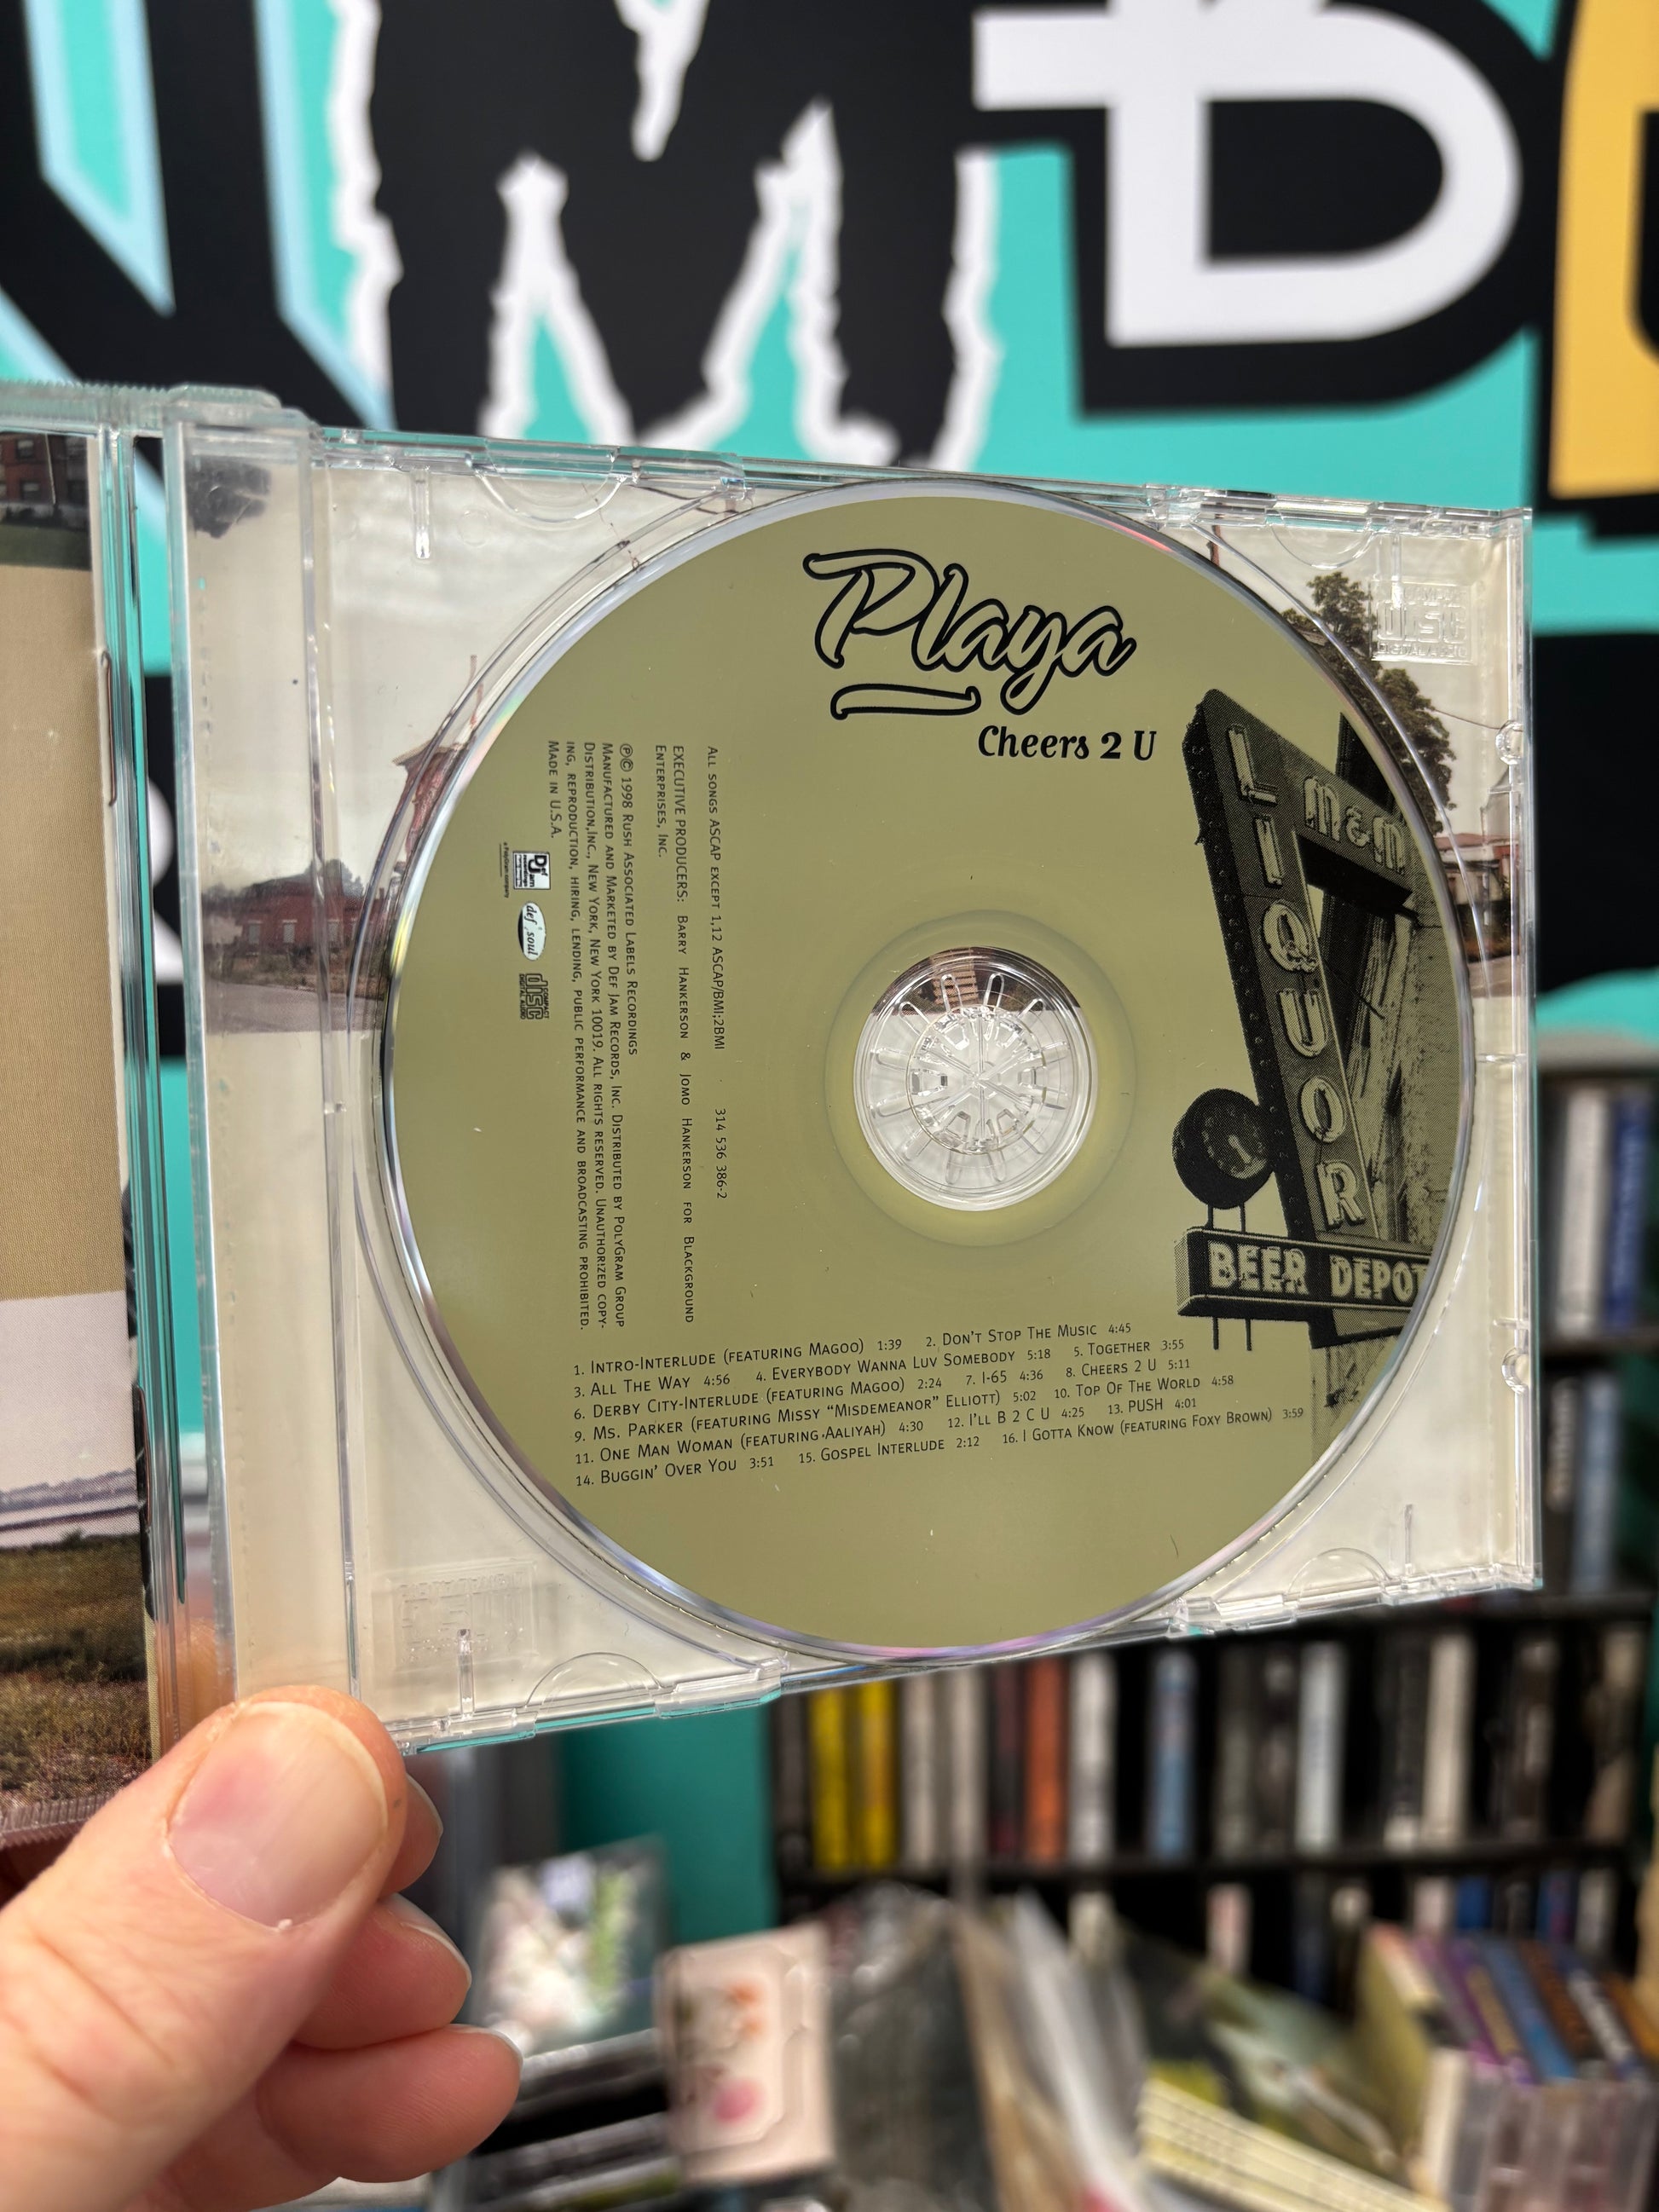 Playa
Cheers 2 U
M&M
LIQUOR
BEER DEPOT
ALL SONGS ASCAP EXCEPT 1,12 ASCAP/BMI;2BMI · 314 536 386-2
EXECUTIVE PRODUCERS: BARRY HANKERSON & JOMO HANKERSON FOR BLACKGROUND
ENTERPRISES, INC.
℗© 1998 RUSH ASSOCIATED LABELS RECORDINGS
MANUFACTURED AND MARKETED BY DEF JAM RECORDS, INC. DISTRIBUTED BY POLYGRAM GROUP
DISTRIBUTION,INC., NEW YORK, NEW YORK 10019. ALL RIGHTS RESERVED. UNAUTHORIZED COPY-
ING, REPRODUCTION, HIRING, LENDING, PUBLIC PERFORMANCE AND BROADCASTING PROHIBITED.
MADE IN U.S.A.
Def Jam
def soul
COMPACT disc DIGITAL AUDIO
1. INTRO-INTERLUDE (FEATURING MAGOO) 1:39 2. DON'T STOP THE MUSIC 4:45
3. ALL THE WAY 4:56 4. EVERYBODY WANNA LUV SOMEBODY 5:18 5. TOGETHER 3:55
6. DERBY CITY-INTERLUDE (FEATURING MAGOO) 2:24 7. I-65 4:36 8. CHEERS 2 U 5:11
9. MS. PARKER (FEATURING MISSY "MISDEMEANOR" ELLIOTT) 5:02 10. TOP OF THE WORLD 4:58
11. ONE MAN WOMAN (FEATURING AALIYAH) 4:30 12. I'LL B 2 C U 4:25 13. PUSH 4:01
14. BUGGIN' OVER YOU 3:51 15. GOSPEL INTERLUDE 2:12 16. I GOTTA KNOW (FEATURING FOXY BROWN) 3:59